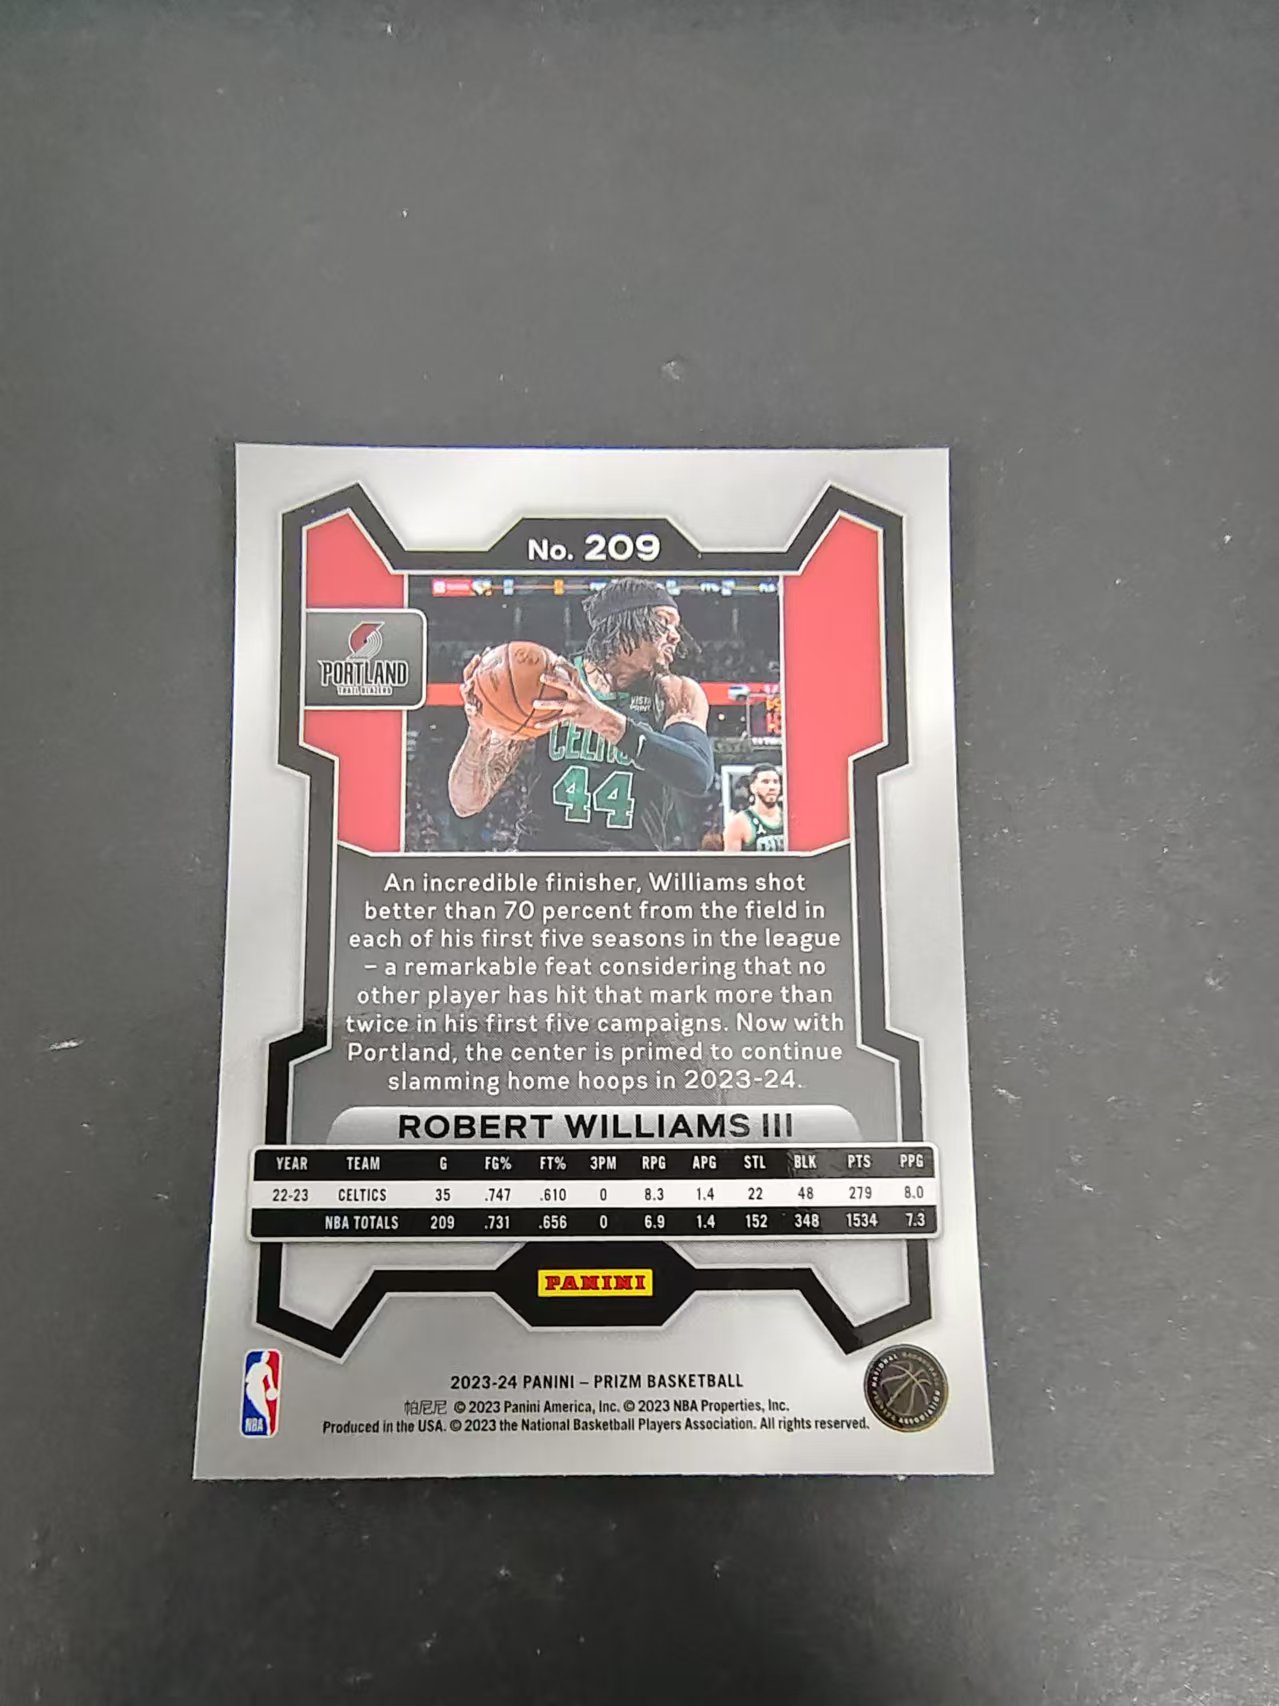 No. 209
PORTLAND
TRAIL BLAZERS
CELTICS
44
An incredible finisher, Williams shot
better than 70 percent from the field in
each of his first five seasons in the league
– a remarkable feat considering that no
other player has hit that mark more than
twice in his first five campaigns. Now with
Portland, the center is primed to continue
slamming home hoops in 2023-24.
ROBERT WILLIAMS III
YEAR TEAM G FG% FT% 3PM RPG APG STL BLK PTS PPG
22-23 CELTICS 35 .747 .610 0 8.3 1.4 22 48 279 8.0
NBA TOTALS 209 .731 .656 0 6.9 1.4 152 348 1534 7.3
PANINI
2023-24 PANINI – PRIZM BASKETBALL
帕尼尼 © 2023 Panini America, Inc. © 2023 NBA Properties, Inc.
Produced in the USA. © 2023 the National Basketball Players Association. All rights reserved.
NBA